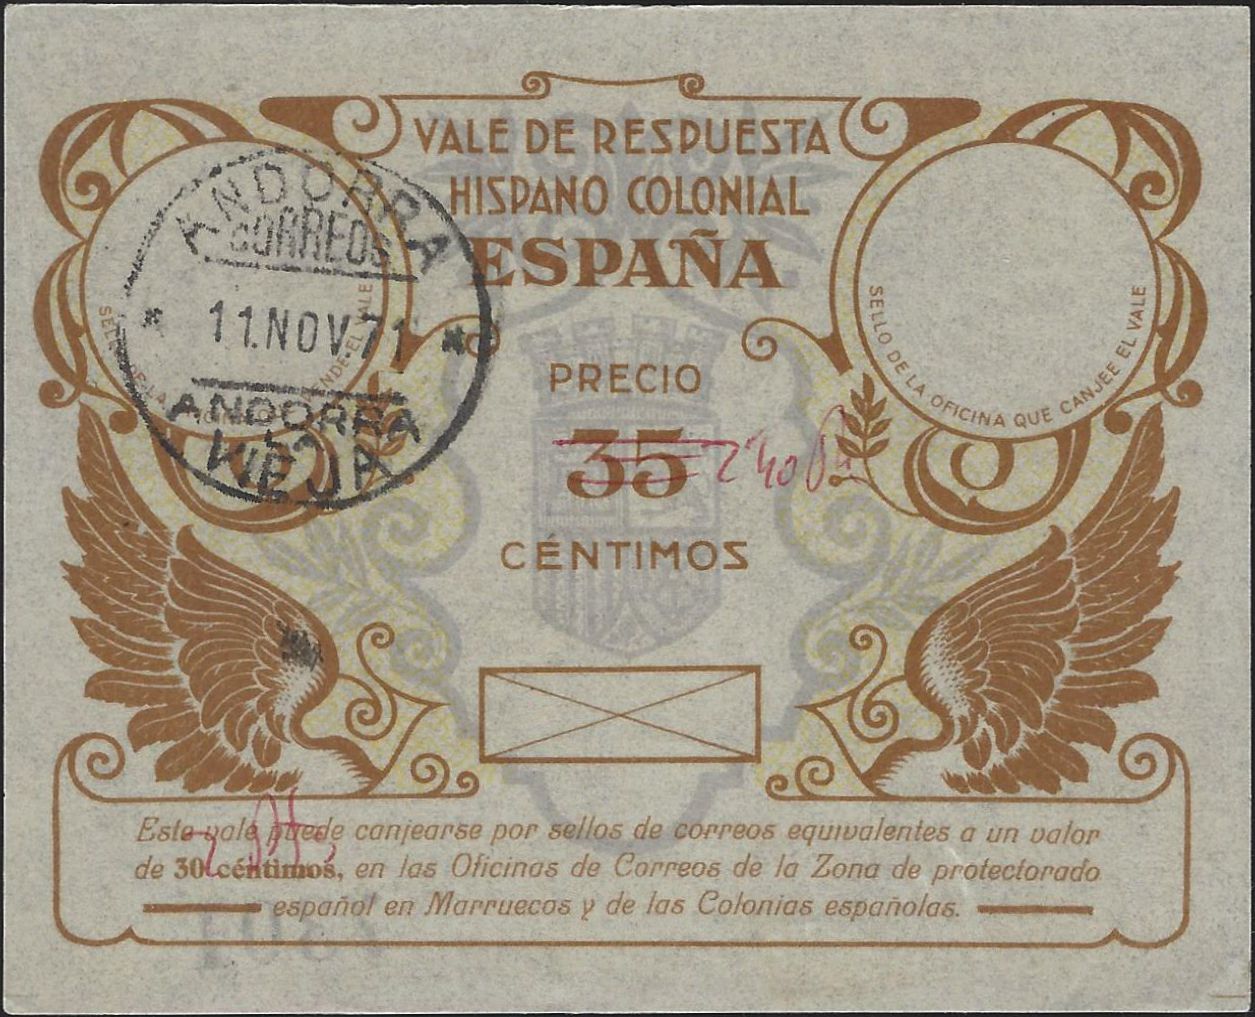 VALE DE RESPUESTA
HISPANO COLONIAL
ESPAÑA
ANDORRA
CORREOS
* 11.NOV.71 *
ANDORRA
VIEJA
SELLO DE LA OFICINA QUE CANJEE EL VALE
PRECIO
35 2'40
CÉNTIMOS
Este vale puede canjearse por sellos de correos equivalentes a un valor
de 30 céntimos, en las Oficinas de Correos de la Zona de protectorado
español en Marruecos y de las Colonias españolas.